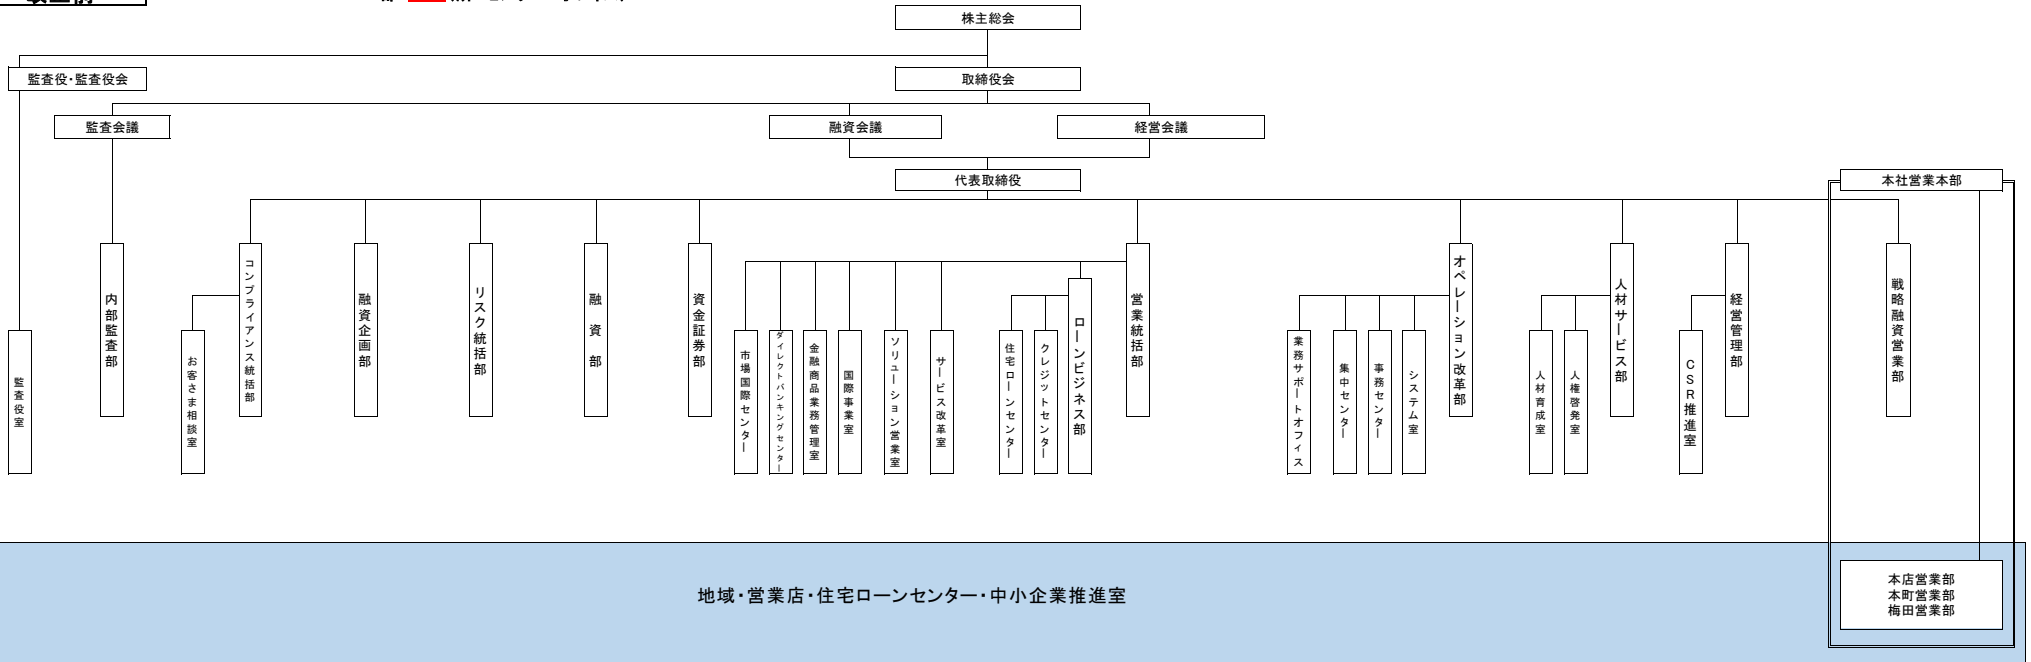 株主総会
監査役・監査役会
取締役会
監査会議
融資会議
経営会議
代表取締役
本社営業本部
監査役室
内部監査部
お客さま相談室
コンプライアンス統括部
融資企画部
リスク統括部
融資部
資金証券部
市場国際センター
ダイレクトバンキングセンター
金融商品業務管理室
国際事業室
ソリューション営業室
サービス改革室
住宅ローンセンター
クレジットセンター
ローンビジネス部
営業統括部
業務サポートオフィス
集中センター
事務センター
システム室
オペレーション改革部
人材育成室
人権啓発室
人材サービス部
CSR推進室
経営管理部
戦略融資営業部
地域・営業店・住宅ローンセンター・中小企業推進室
本店営業部
本町営業部
梅田営業部